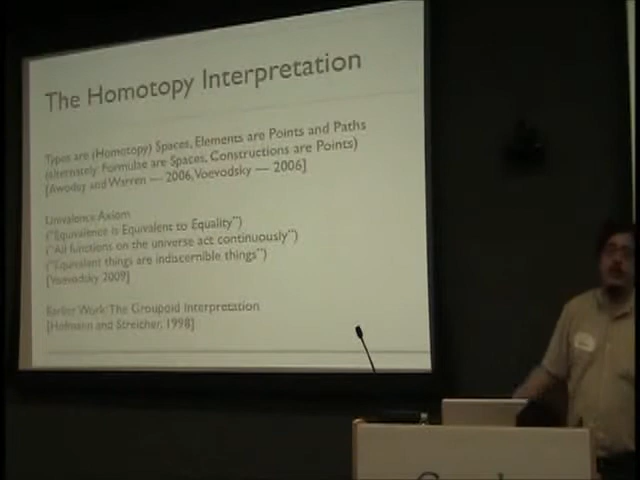 The Homotopy Interpretation
Types are (Homotopy) Spaces, Elements are Points and Paths
(alternately: Formulae are Spaces, Constructions are Points)
[Awodey and Warren — 2006, Voevodsky — 2006]
Univalence Axiom
("Equivalence is Equivalent to Equality")
("All functions on the universe act continuously")
("Equivalent things are indiscernible things")
[Voevodsky 2009]
Earlier Work: The Groupoid Interpretation
[Hofmann and Streicher, 1998]